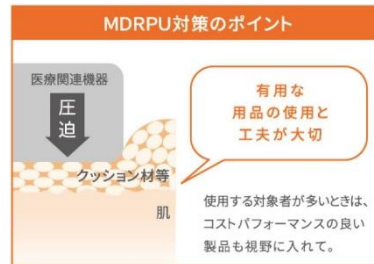 MDRPU対策のポイント
医療関連機器
圧
迫
クッション材等
肌
有用な
用品の使用と
工夫が大切
使用する対象者が多いときは、
コストパフォーマンスの良い
製品も視野に入れて。